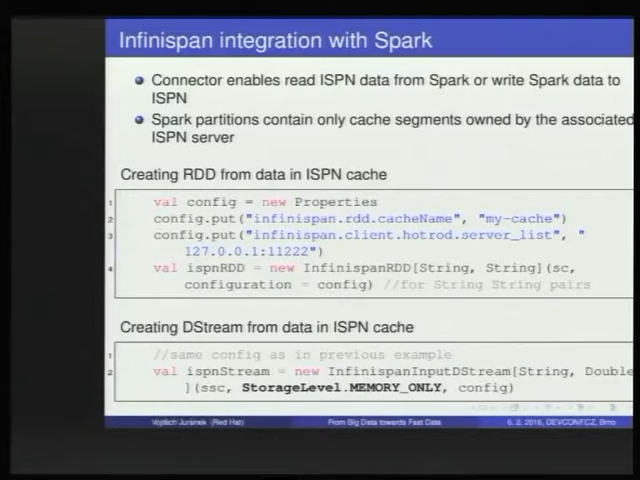 Infinispan integration with Spark
Connector enables read ISPN data from Spark or write Spark data to
ISPN
Spark partitions contain only cache segments owned by the associated
ISPN server
Creating RDD from data in ISPN cache
1 val config = new Properties
2 config.put("infinispan.rdd.cacheName", "my-cache")
3 config.put("infinispan.client.hotrod.server_list", "
127.0.0.1:11222")
4 val ispnRDD = new InfinispanRDD[String, String](sc,
configuration = config) //for String String pairs
Creating DStream from data in ISPN cache
1 //same config as in previous example
2 val ispnStream = new InfinispanInputDStream[String, Double
](ssc, StorageLevel.MEMORY_ONLY, config)
Vojtěch Juránek (Red Hat) From Big Data towards Fast Data 6. 2. 2016, DEVCONF.CZ, Brno